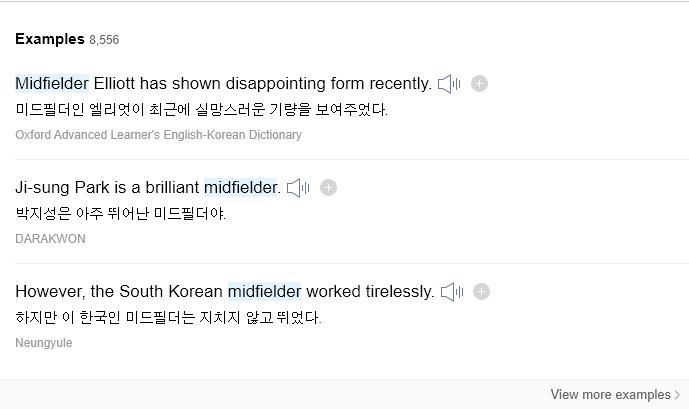 Examples 8,556
Midfielder Elliott has shown disappointing form recently.
미드필더인 엘리엇이 최근에 실망스러운 기량을 보여주었다.
Oxford Advanced Learner's English-Korean Dictionary
Ji-sung Park is a brilliant midfielder.
박지성은 아주 뛰어난 미드필더야.
DARAKWON
However, the South Korean midfielder worked tirelessly.
하지만 이 한국인 미드필더는 지치지 않고 뛰었다.
Neungyule
View more examples